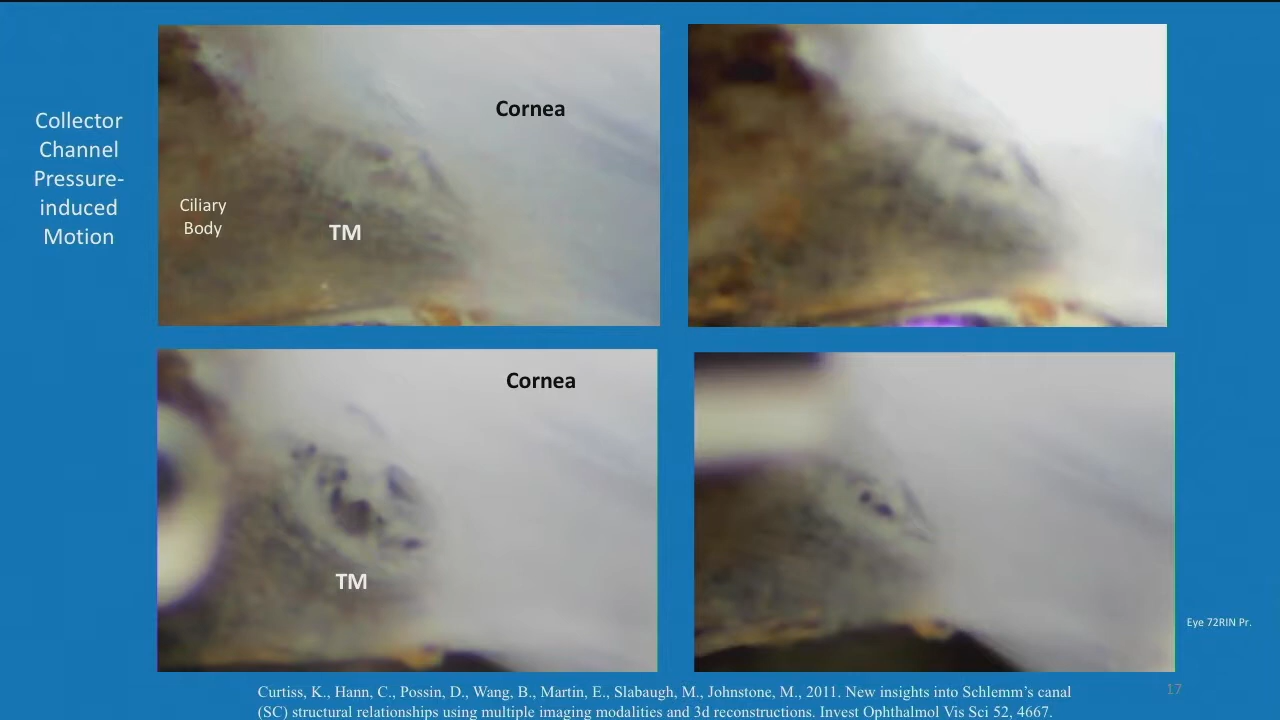 Collector
Channel
Pressure-
induced
Motion
Cornea
Ciliary
Body
TM
Cornea
TM
Eye 72RIN Pr.
Curtiss, K., Hann, C., Possin, D., Wang, B., Martin, E., Slabaugh, M., Johnstone, M., 2011. New insights into Schlemm’s canal
(SC) structural relationships using multiple imaging modalities and 3d reconstructions. Invest Ophthalmol Vis Sci 52, 4667.
17